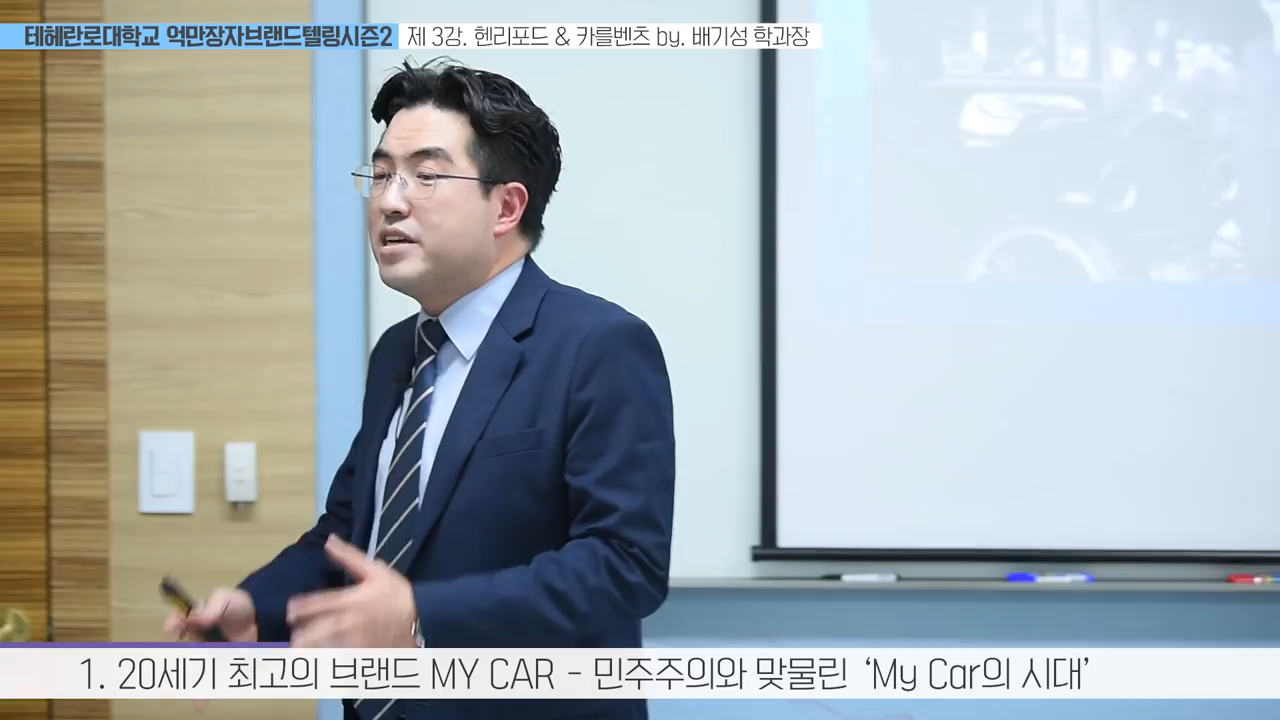 테헤란로대학교 억만장자브랜드텔링시즌2 제 3강. 헨리포드 & 카를벤츠 by. 배기성 학과장
1. 20세기 최고의 브랜드 MY CAR - 민주주의와 맞물린 ‘My Car의 시대’